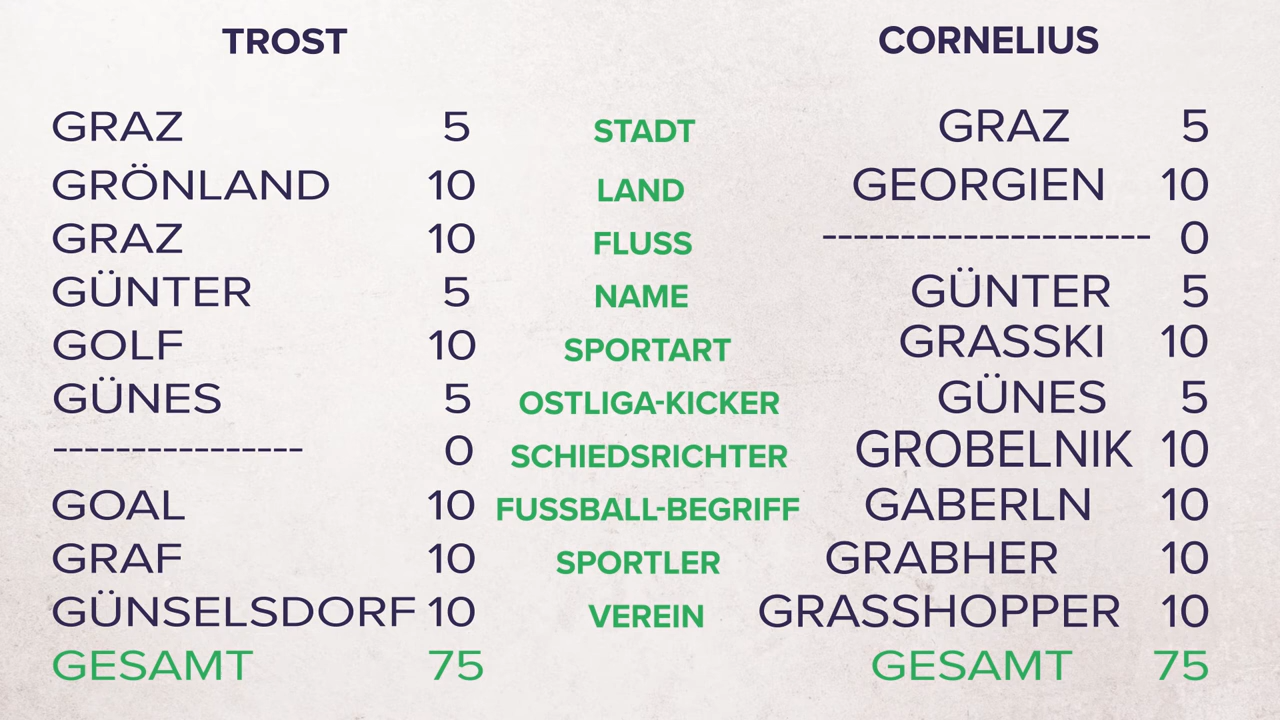 TROST CORNELIUS
GRAZ 5 STADT GRAZ 5
GRÖNLAND 10 LAND GEORGIEN 10
GRAZ 10 FLUSS --------------------- 0
GÜNTER 5 NAME GÜNTER 5
GOLF 10 SPORTART GRASSKI 10
GÜNES 5 OSTLIGA-KICKER GÜNES 5
---------------- 0 SCHIEDSRICHTER GROBELNIK 10
GOAL 10 FUSSBALL-BEGRIFF GABERLN 10
GRAF 10 SPORTLER GRABHER 10
GÜNSELSDORF 10 VEREIN GRASSHOPPER 10
GESAMT 75 GESAMT 75